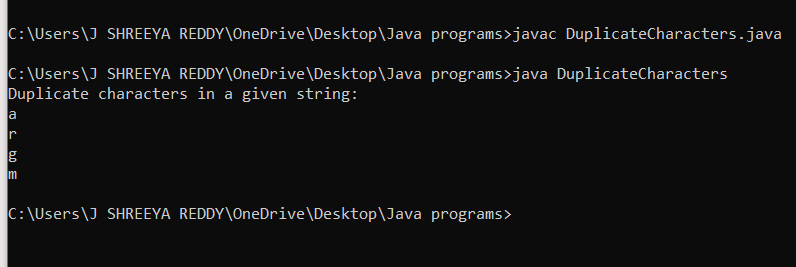 C:\Users\J SHREEYA REDDY\OneDrive\Desktop\Java programs>javac DuplicateCharacters.java
C:\Users\J SHREEYA REDDY\OneDrive\Desktop\Java programs>java DuplicateCharacters
Duplicate characters in a given string:
a
r
g
m
C:\Users\J SHREEYA REDDY\OneDrive\Desktop\Java programs>